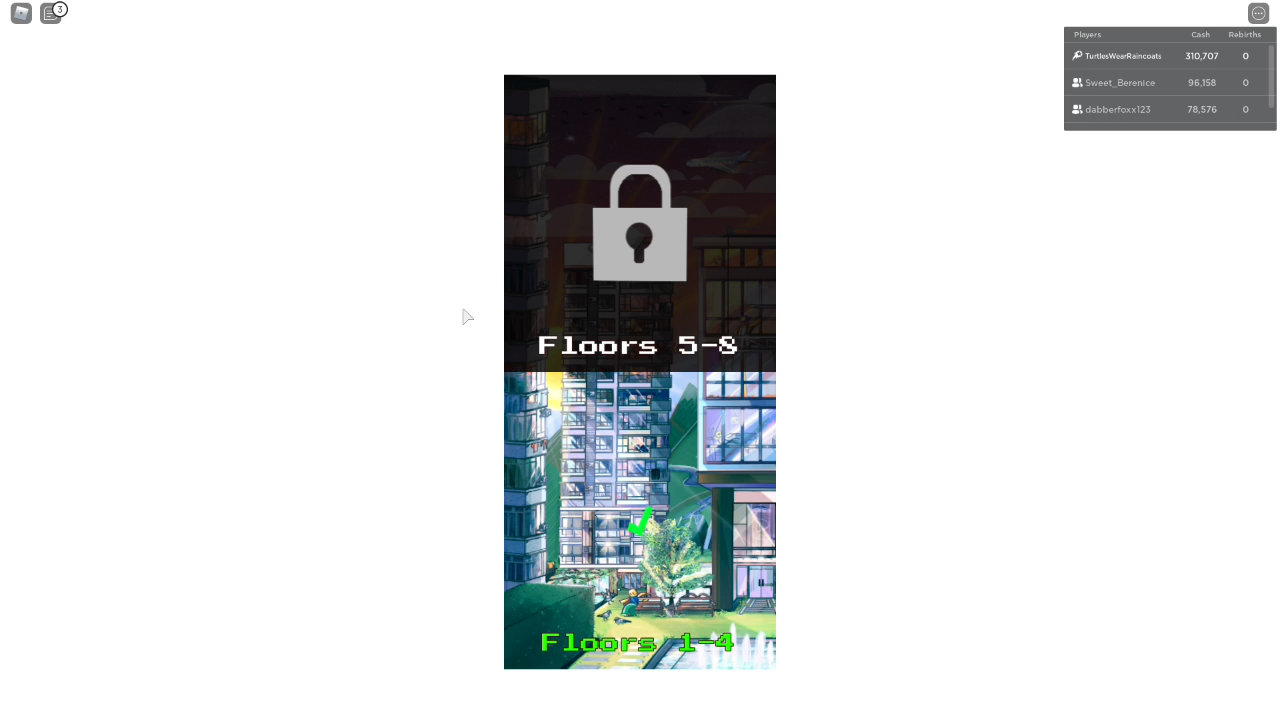 3
Players Cash Rebirths
TurtlesWearRaincoats 310,707 0
Sweet_Berenice 96,158 0
dabberfoxx123 78,576 0
Floors 5-8
Floors 1-4